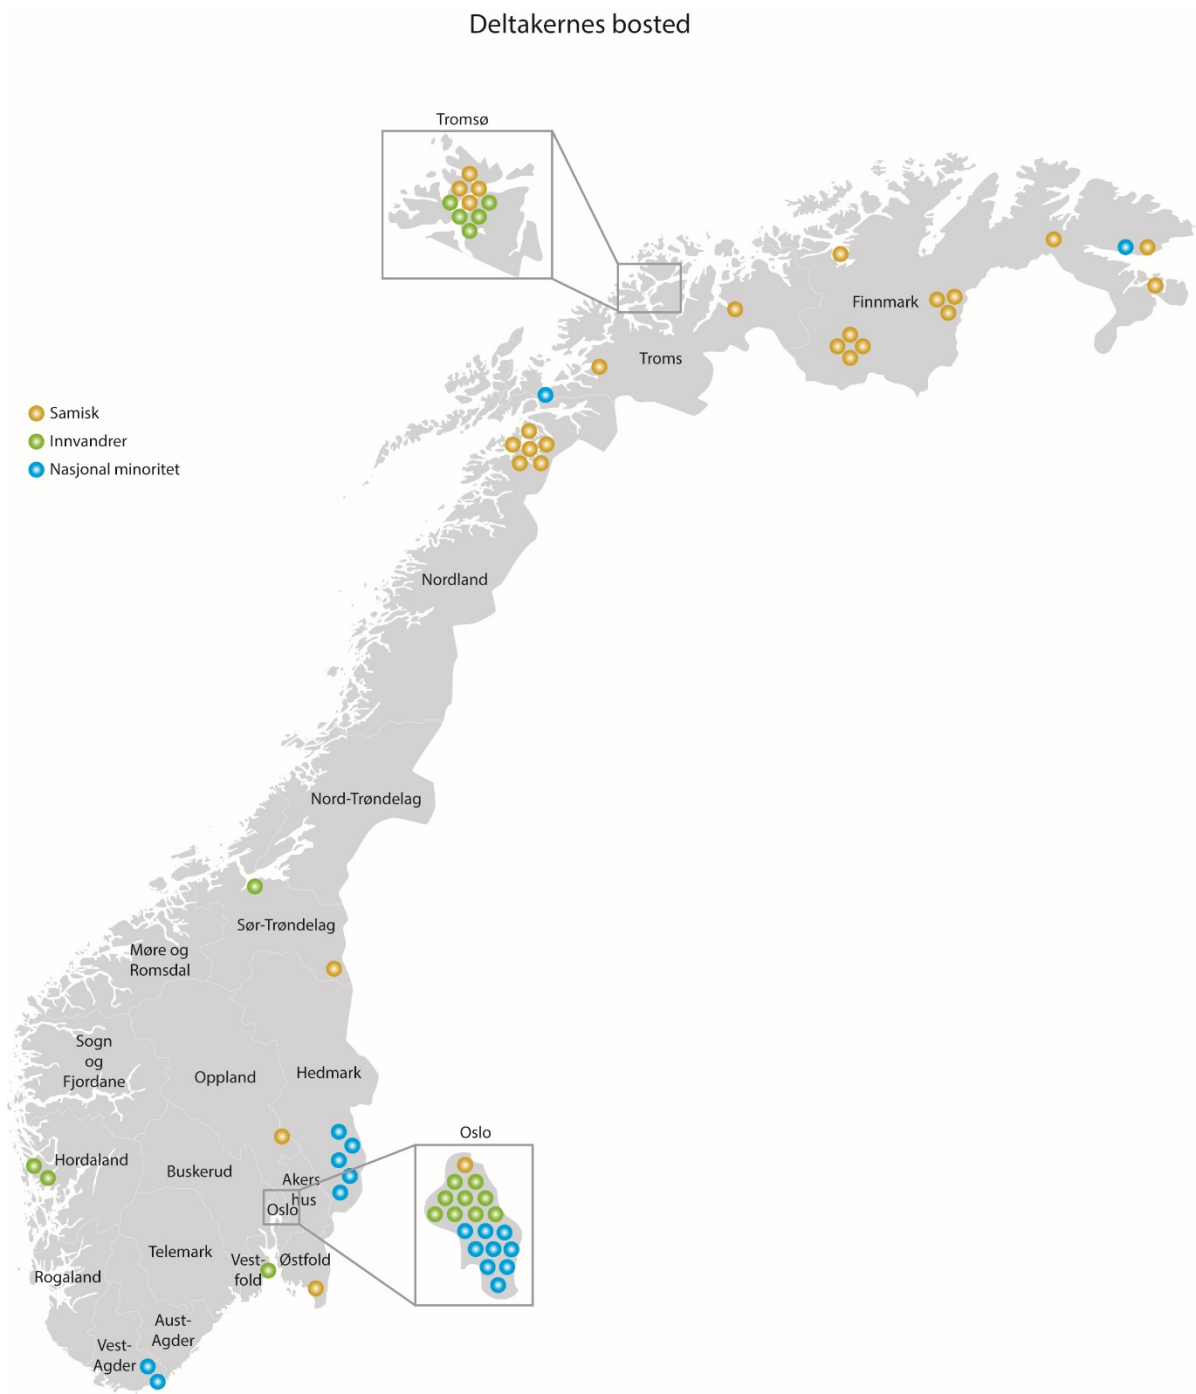 Deltakernes bosted
Tromsø
Finnmark
Troms
Samisk
Innvandrer
Nasjonal minoritet
Nordland
Nord-Trøndelag
Sør-Trøndelag
Møre og
Romsdal
Sogn
og
Fjordane
Oppland
Hedmark
Oslo
Hordaland
Buskerud
Akers
hus
Oslo
Telemark
Vest-
fold
Østfold
Rogaland
Aust-
Agder
Vest-
Agder